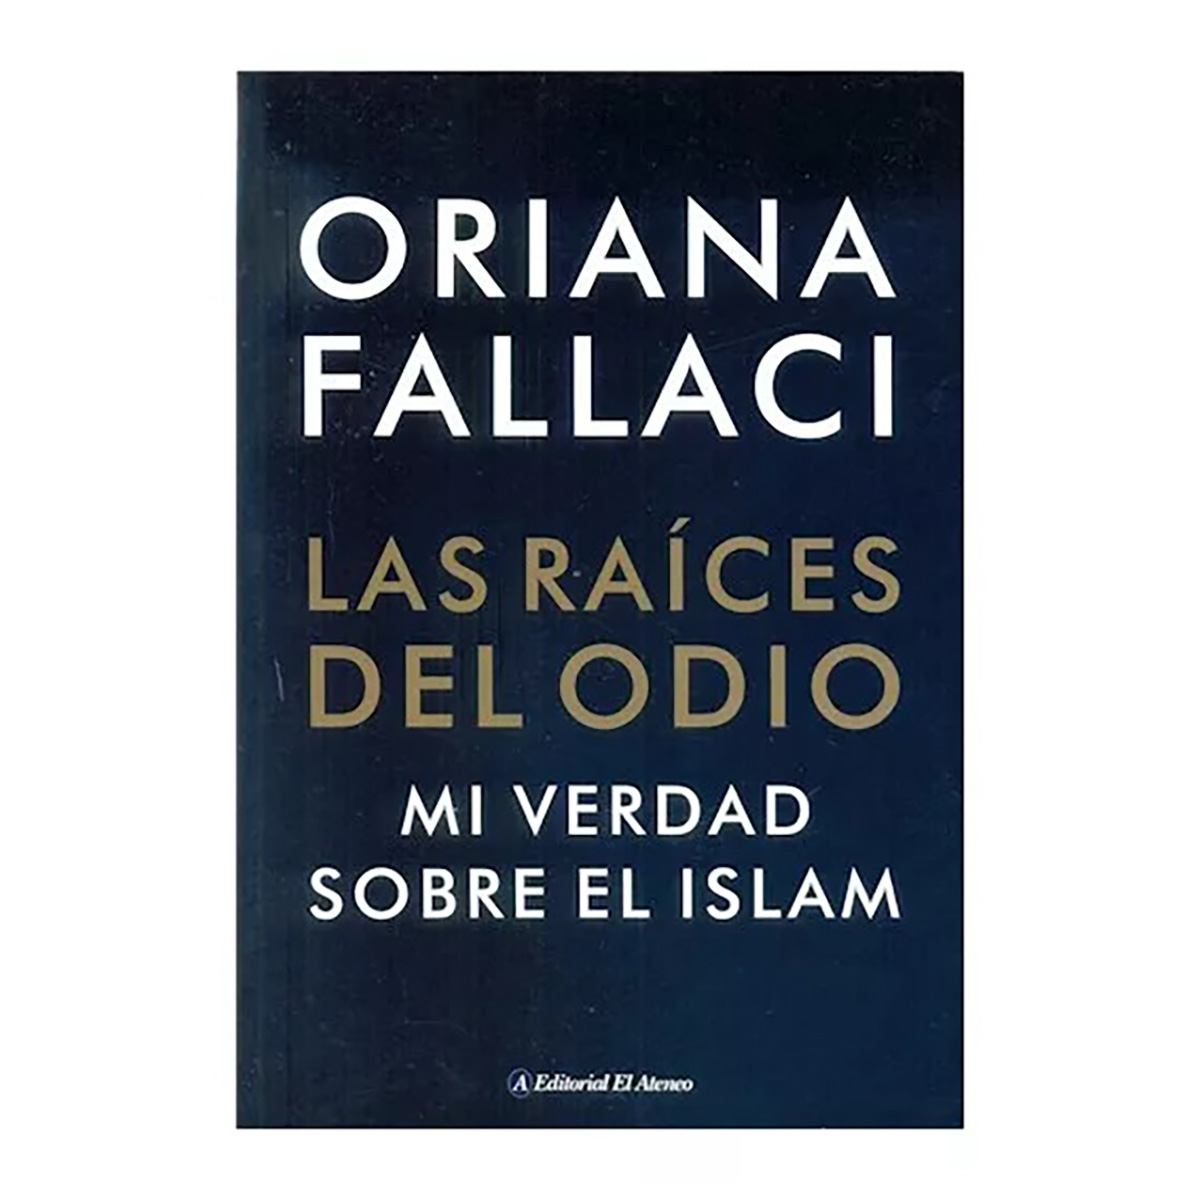 ORIANA
FALLACI
LAS RAÍCES
DEL ODIO
MI VERDAD
SOBRE EL ISLAM
A Editorial El Ateneo